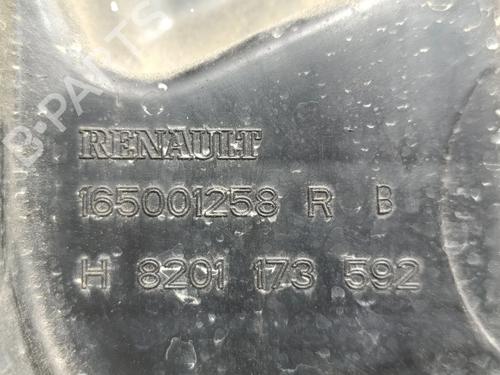 B-PARTS
RENAULT
165001258 R B
H 8201 173 592